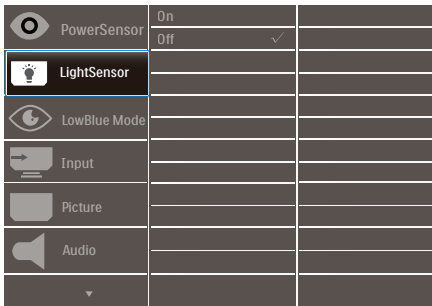 PowerSensor
On
Off
LightSensor
LowBlue Mode
Input
Picture
Audio